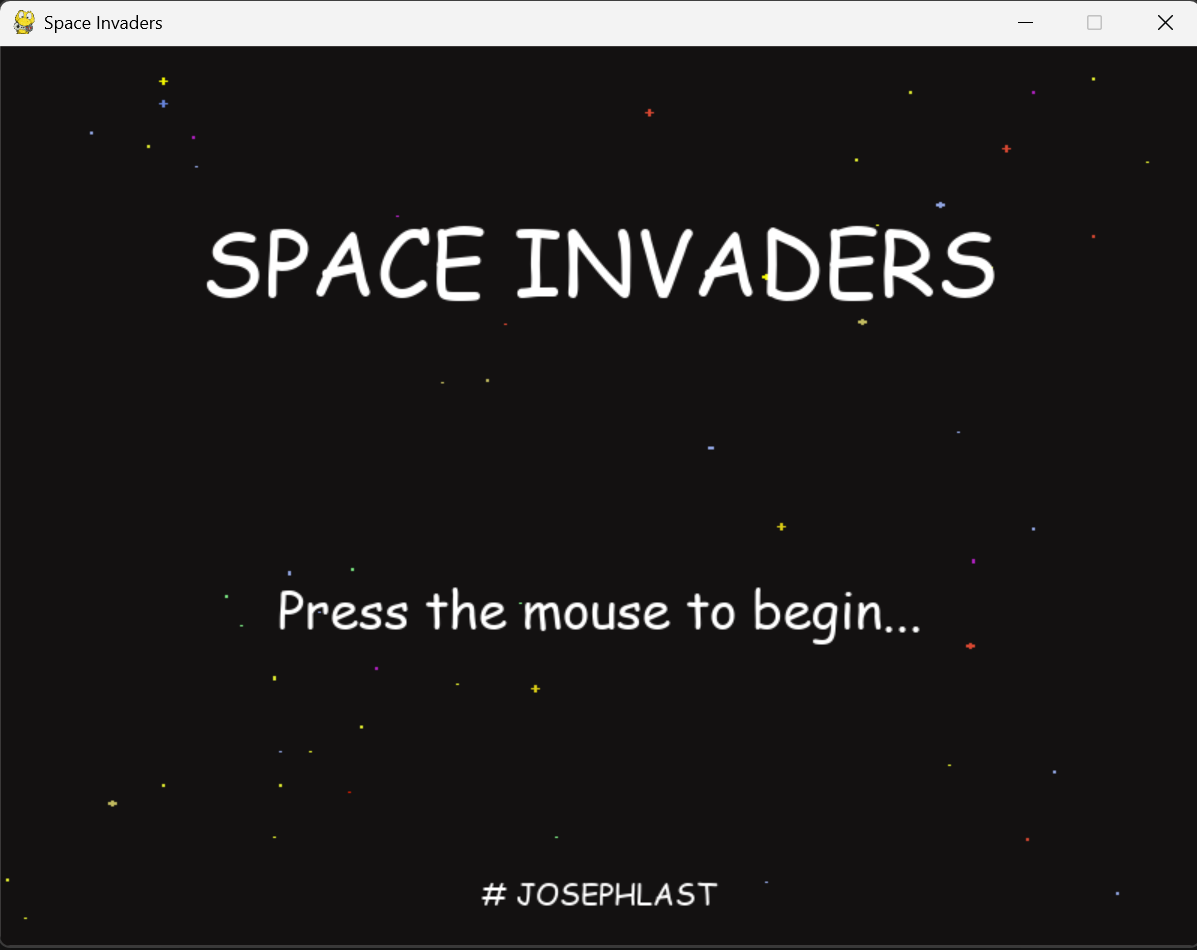 Space Invaders
SPACE INVADERS
Press the mouse to begin...
# JOSEPHLAST